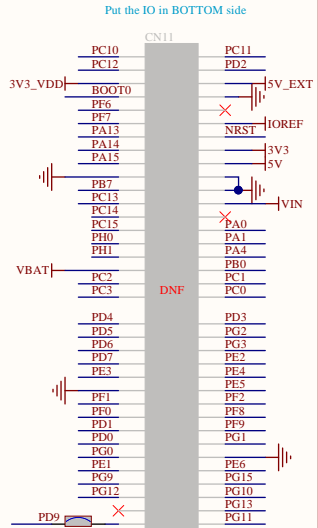 Put the IO in BOTTOM side
CN11
PC10 PC11
PC12 PD2
3V3_VDD 5V_EXT
BOOT0
PF6
PF7 IOREF
PA13 NRST
PA14 3V3
PA15 5V
PB7
PC13 VIN
PC14
PC15 PA0
PH0 PA1
PH1 PA4
VBAT PB0
PC2 PC1
PC3 DNF PC0
PD4 PD3
PD5 PG2
PD6 PG3
PD7 PE2
PE3 PE4
PE5
PF1 PF2
PF0 PF8
PD1 PF9
PD0 PG1
PG0
PE1 PE6
PG9 PG15
PG12 PG10
PG13
PD9 PG11